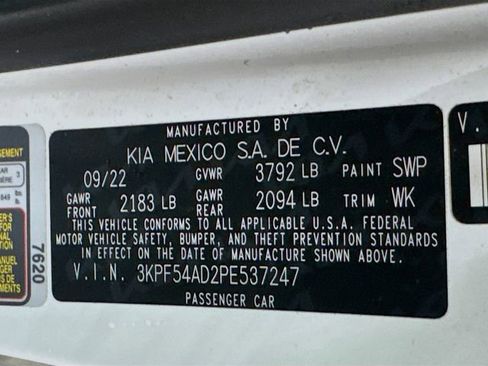 MANUFACTURED BY
KIA MEXICO S.A. DE C.V.
09/22 GVWR 3792 LB PAINT SWP
GAWR FRONT 2183 LB GAWR REAR 2094 LB TRIM WK
THIS VEHICLE CONFORMS TO ALL APPLICABLE U.S.A. FEDERAL
MOTOR VEHICLE SAFETY, BUMPER, AND THEFT PREVENTION
STANDARDS IN EFFECT ON THE DATE OF MANUFACTURE SHOWN ABOVE.
V.I.N. 3KPF54AD2PE537247
PASSENGER CAR
7620
3
V.